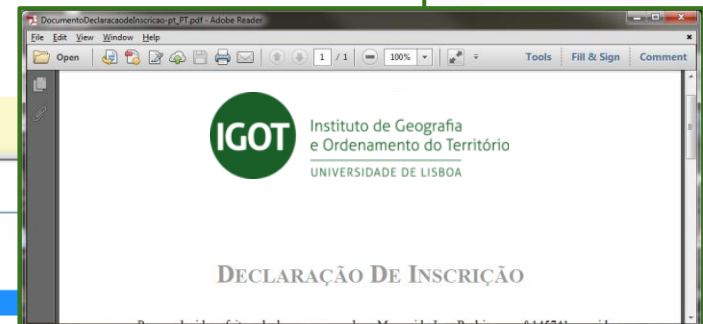 DocumentoDeclaracaodeInscricao-pt_PT.pdf - Adobe Reader
File Edit View Window Help
Open 1 / 1 100% Tools Fill & Sign Comment
IGOT
Instituto de Geografia
e Ordenamento do Território
UNIVERSIDADE DE LISBOA
DECLARAÇÃO DE INSCRIÇÃO